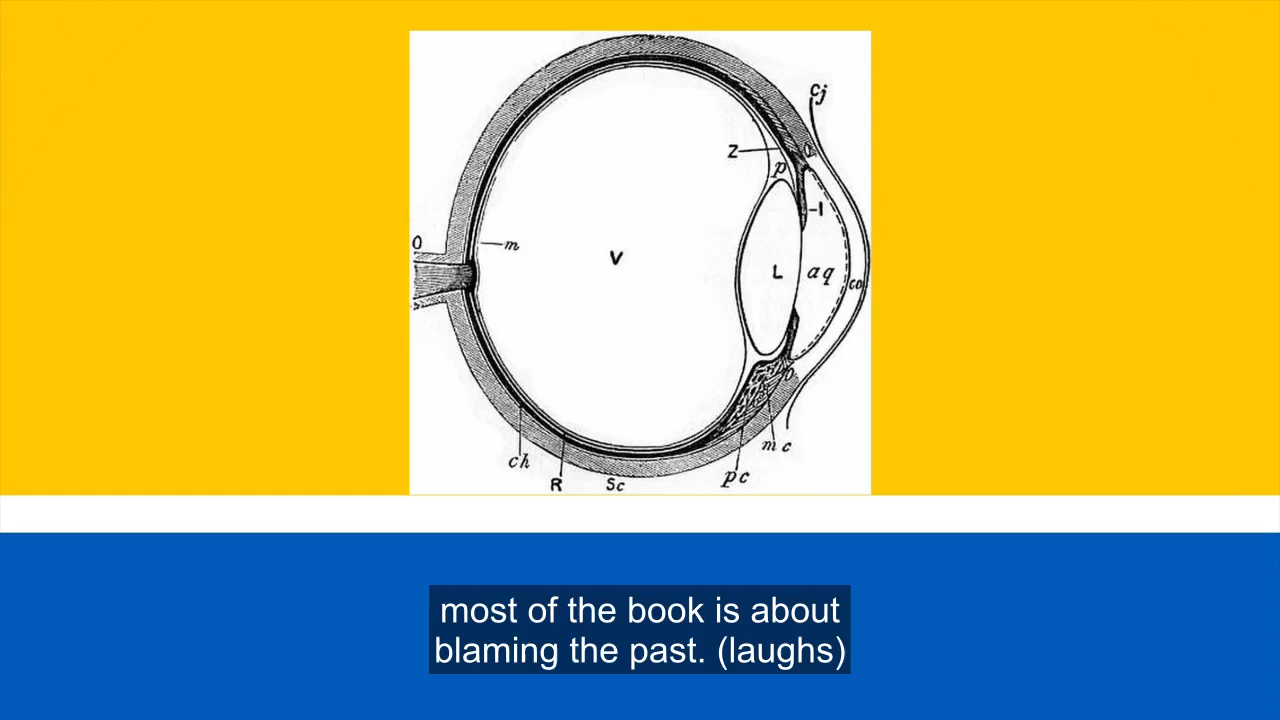 Cj
Z
O
p
-I
O
m
V
L
aq
co
O
mc
ch
pc
R
Sc
most of the book is about
blaming the past. (laughs)